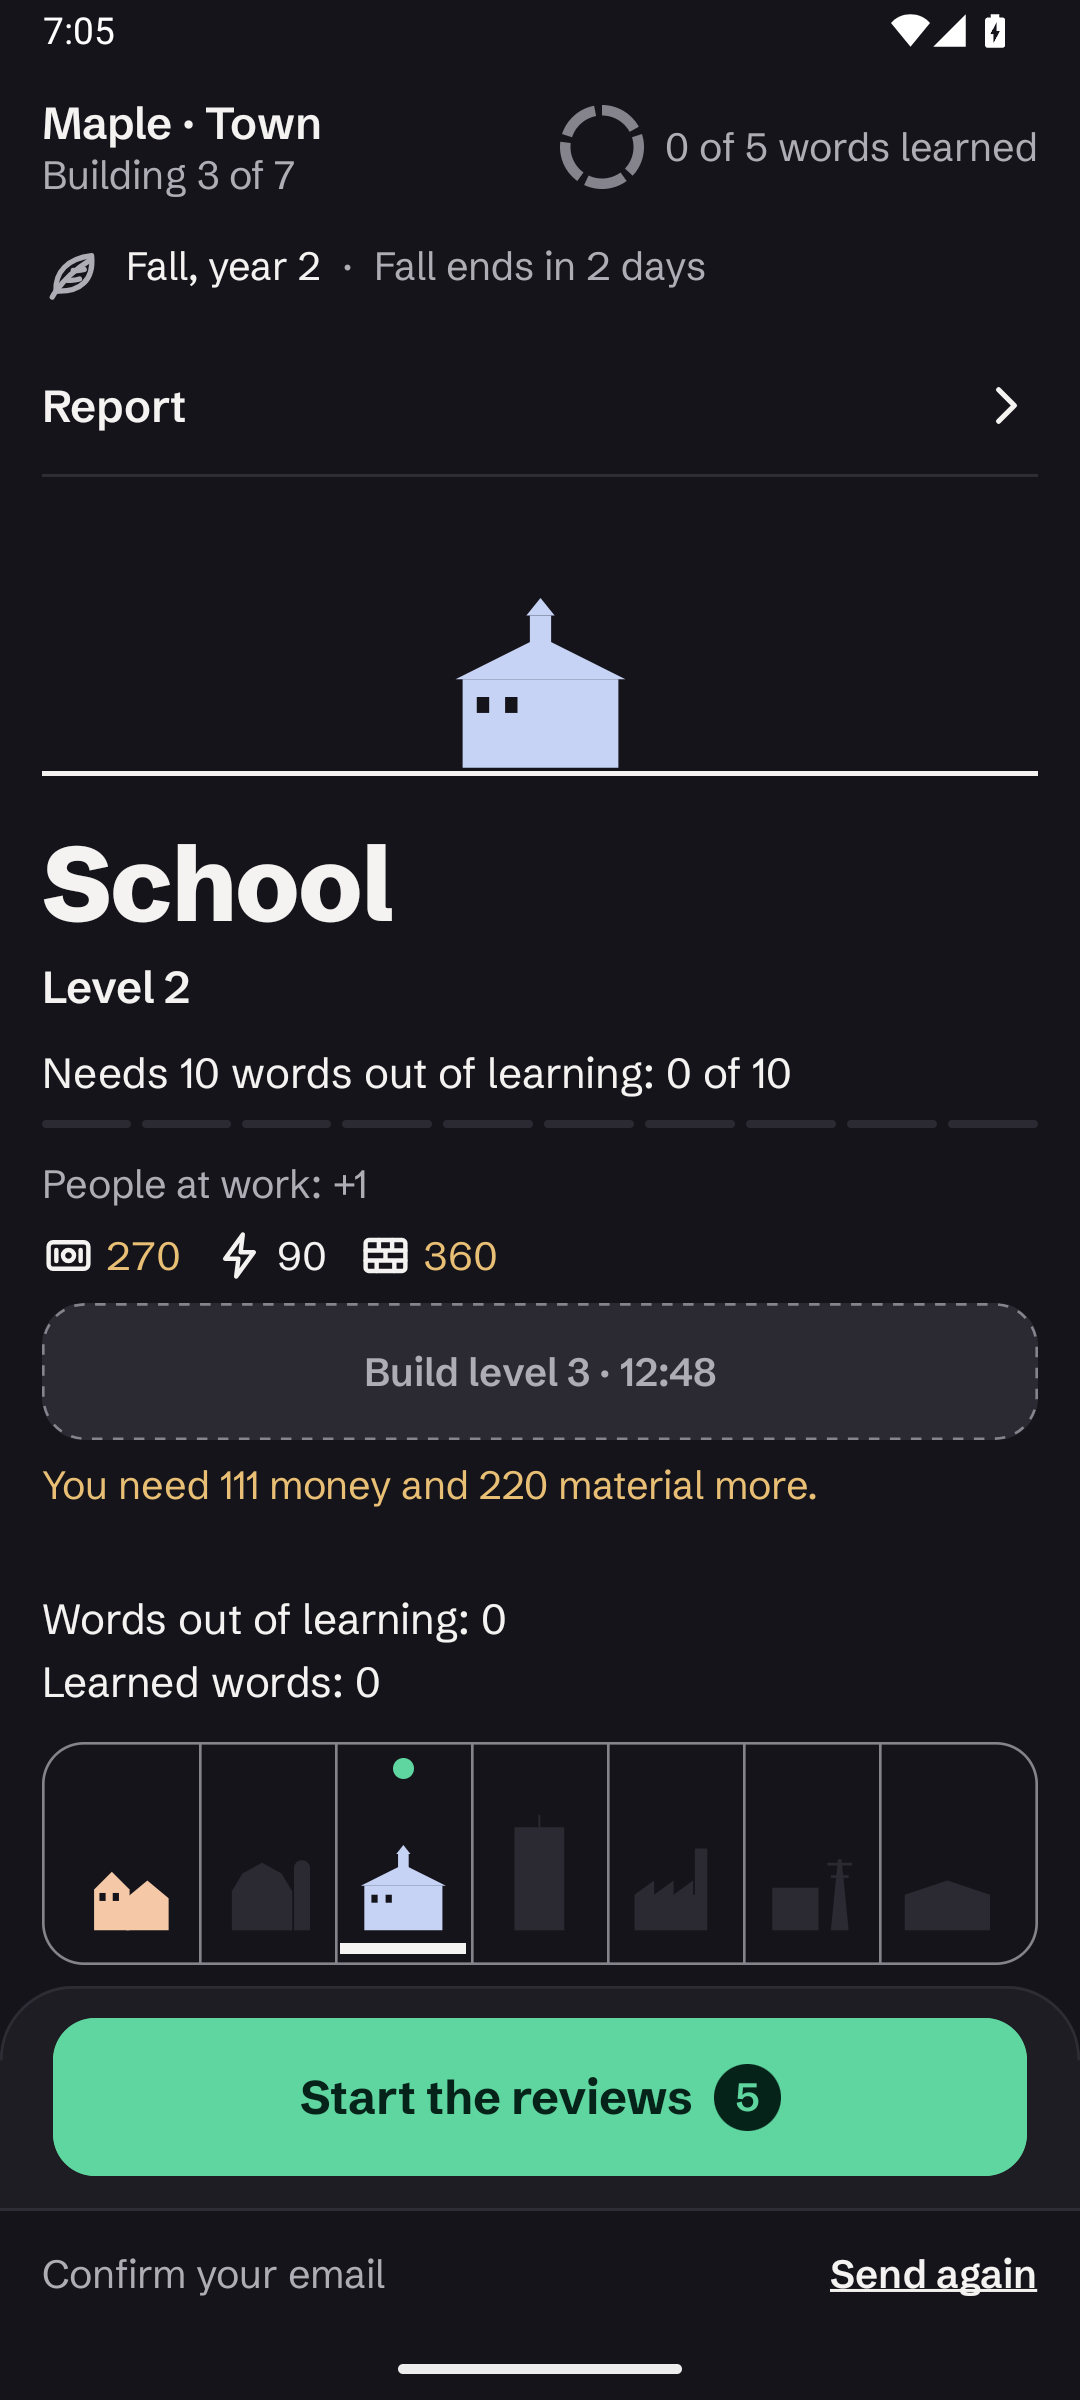 7:05
Maple · Town
Building 3 of 7
0 of 5 words learned
Fall, year 2 · Fall ends in 2 days
Report
School
Level 2
Needs 10 words out of learning: 0 of 10
People at work: +1
270 90 360
Build level 3 · 12:48
You need 111 money and 220 material more.
Words out of learning: 0
Learned words: 0
Start the reviews 5
Confirm your email
Send again